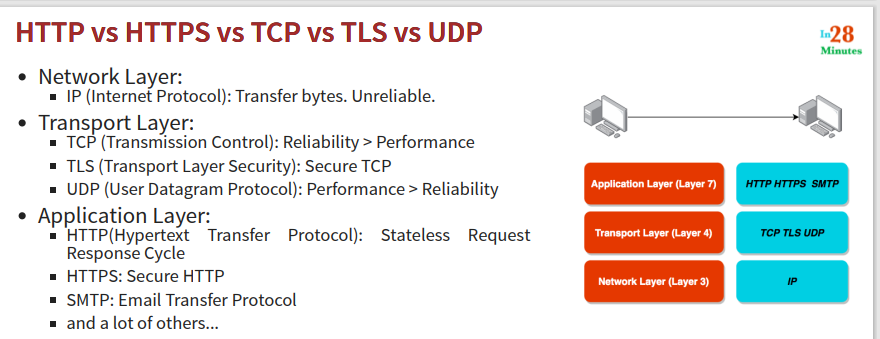 HTTP vs HTTPS vs TCP vs TLS vs UDP
In28
Minutes
Network Layer:
IP (Internet Protocol): Transfer bytes. Unreliable.
Transport Layer:
TCP (Transmission Control): Reliability > Performance
TLS (Transport Layer Security): Secure TCP
UDP (User Datagram Protocol): Performance > Reliability
Application Layer:
HTTP(Hypertext Transfer Protocol): Stateless Request
Response Cycle
HTTPS: Secure HTTP
SMTP: Email Transfer Protocol
and a lot of others...
Application Layer (Layer 7)
HTTP HTTPS SMTP
Transport Layer (Layer 4)
TCP TLS UDP
Network Layer (Layer 3)
IP